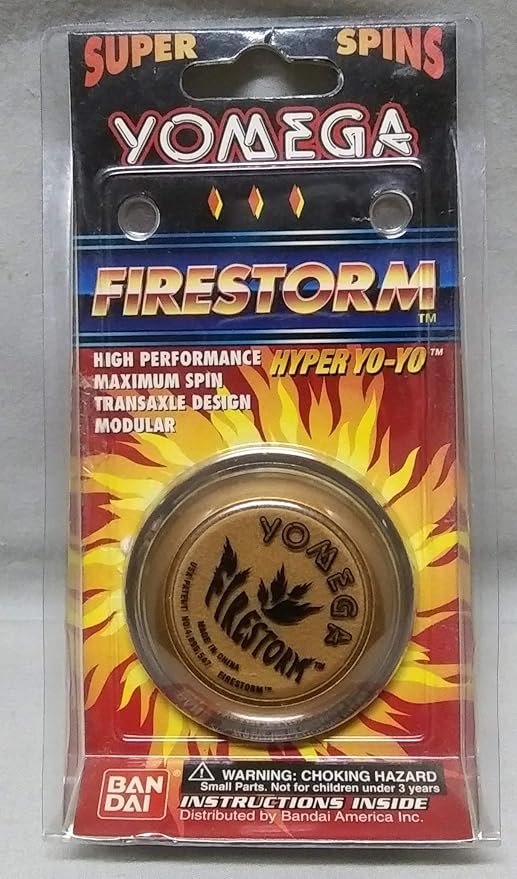 SUPER SPINS
YOMEGA
FIRESTORM™
HIGH PERFORMANCE
MAXIMUM SPIN
TRANSAXLE DESIGN
MODULAR
HYPER YO-YO™
YOMEGA
FIRESTORM™
MADE IN CHINA
FIRESTORM™
BAN
DAI®
WARNING: CHOKING HAZARD
Small Parts. Not for children under 3 years
INSTRUCTIONS INSIDE
Distributed by Bandai America Inc.